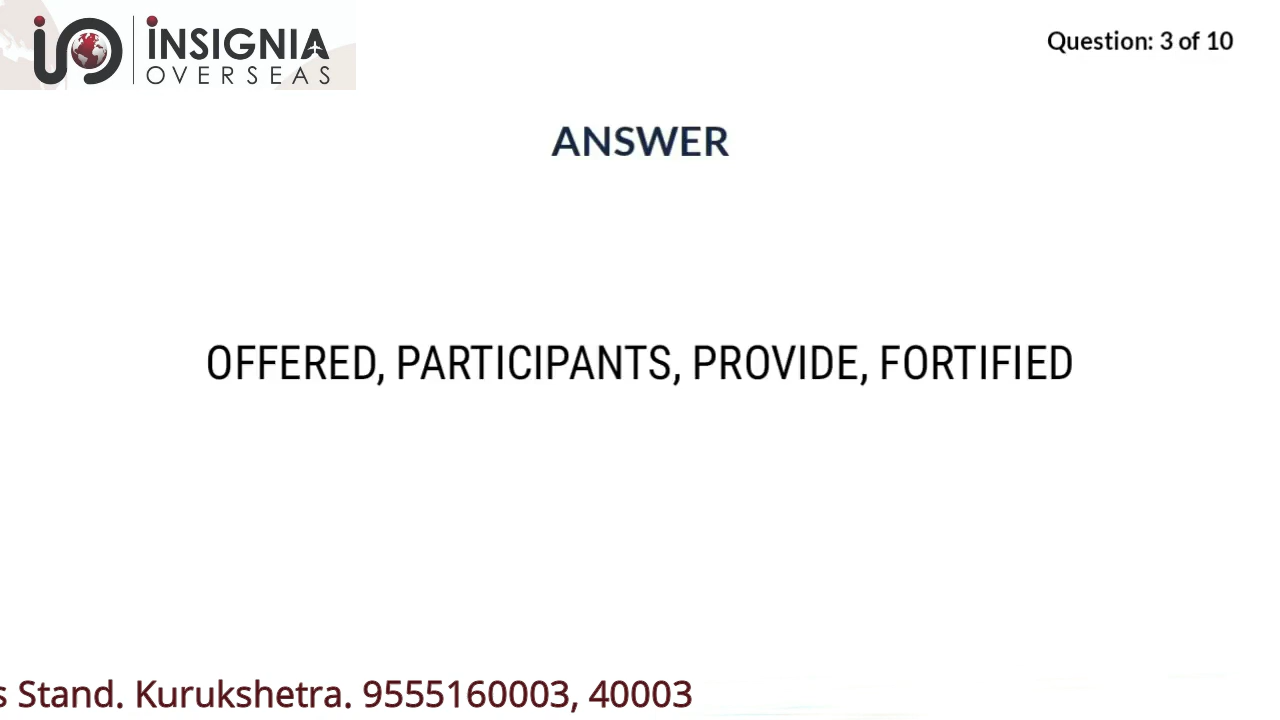 INSIGNIA
OVERSEAS
Question: 3 of 10
ANSWER
OFFERED, PARTICIPANTS, PROVIDE, FORTIFIED
s Stand. Kurukshetra. 9555160003, 40003